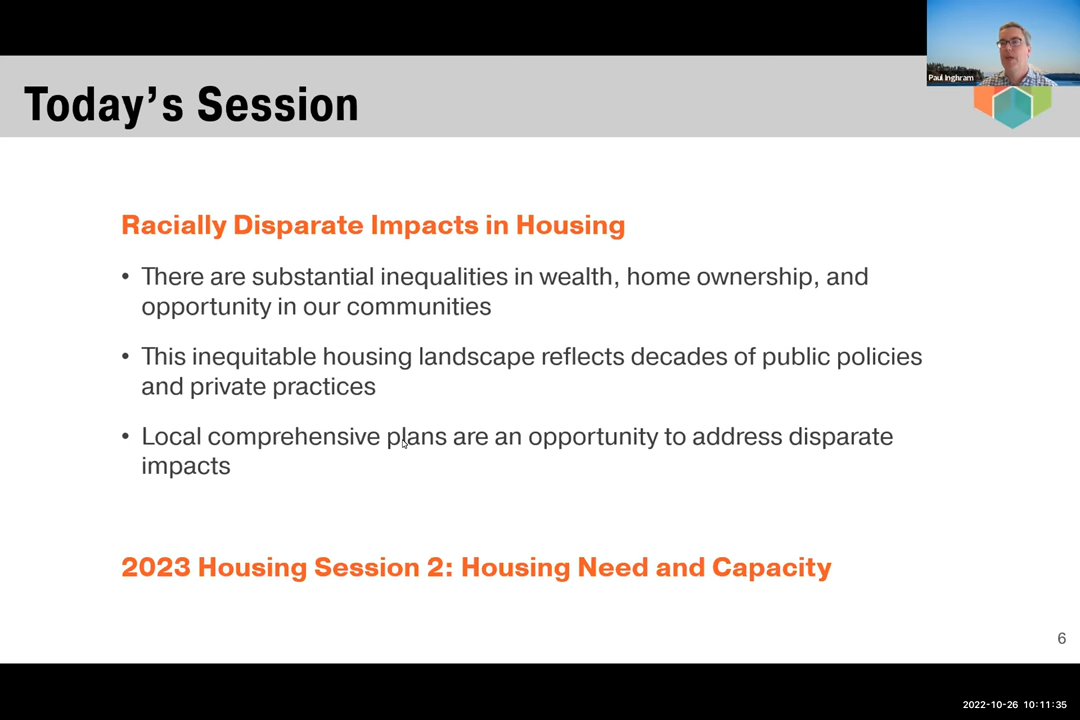 Paul Inghram
Today's Session
Racially Disparate Impacts in Housing
• There are substantial inequalities in wealth, home ownership, and
opportunity in our communities
• This inequitable housing landscape reflects decades of public policies
and private practices
• Local comprehensive plans are an opportunity to address disparate
impacts
2023 Housing Session 2: Housing Need and Capacity
6
2022-10-26 10:11:35